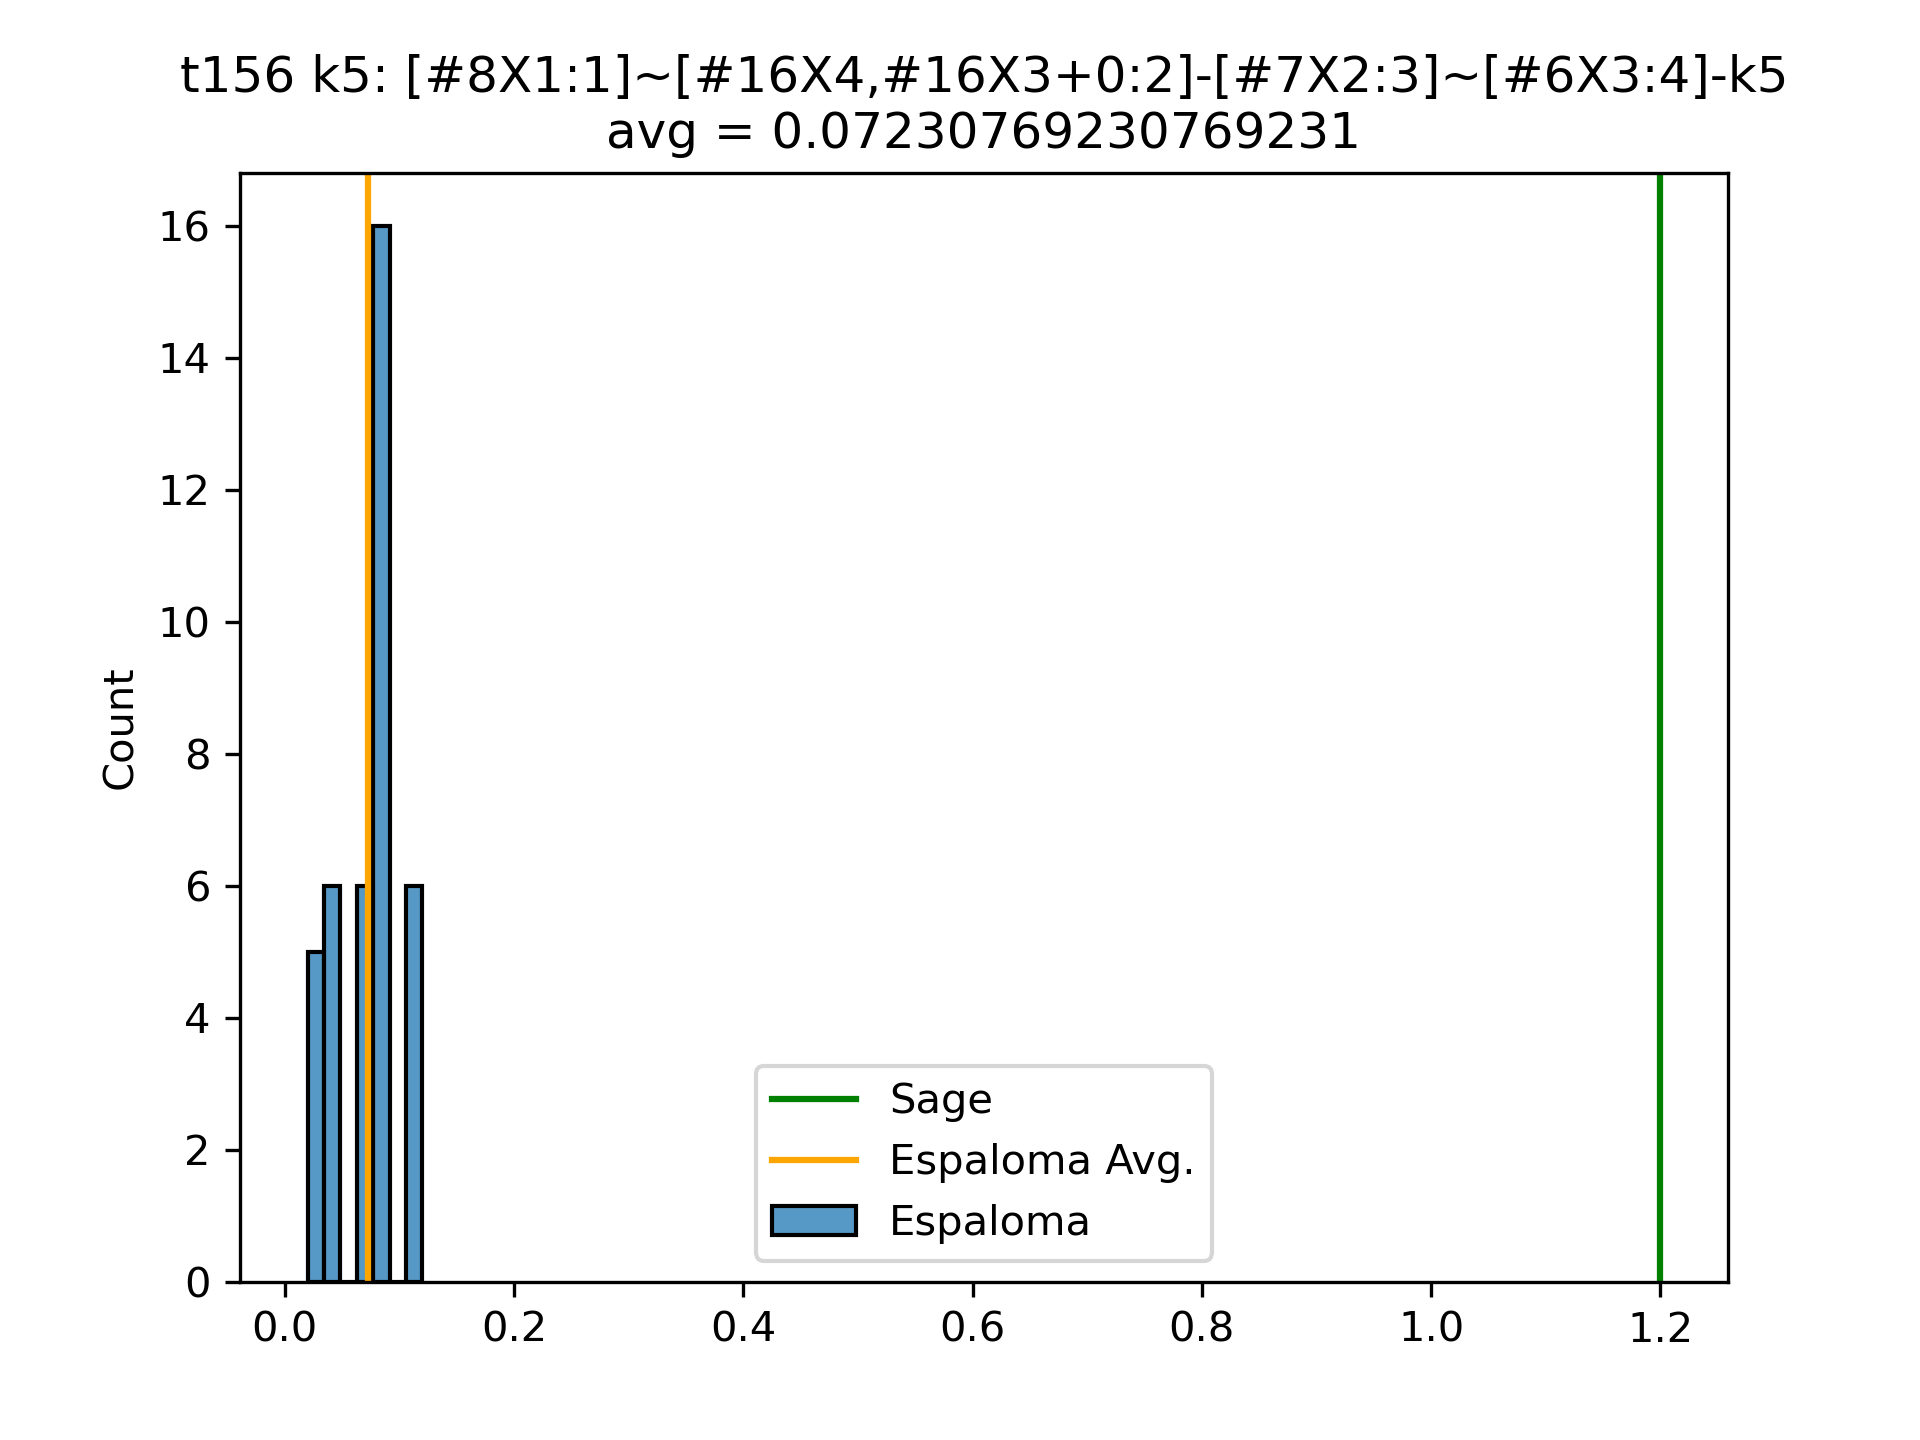 t156 k5: [#8X1:1]~[#16X4,#16X3+0:2]-[#7X2:3]~[#6X3:4]-k5
avg = 0.07230769230769231
16
14
12
10
8
6
4
2
0
Count
Sage
Espaloma Avg.
Espaloma
0.0 0.2 0.4 0.6 0.8 1.0 1.2